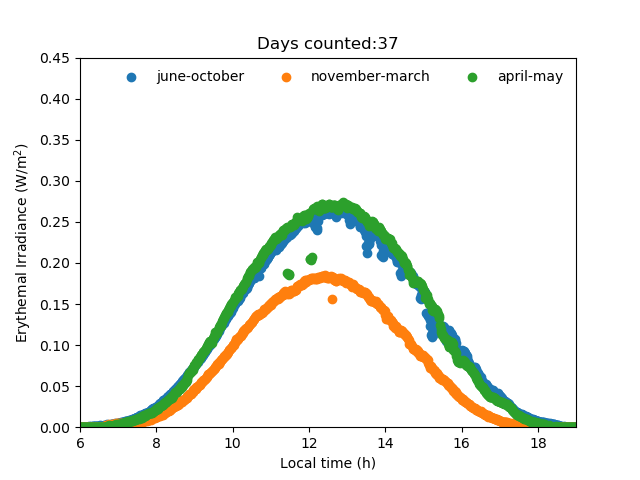 Days counted:37
june-october november-march april-may
0.45
0.40
0.35
0.30
0.25
0.20
0.15
0.10
0.05
0.00
Erythemal Irradiance (W/m²)
6 8 10 12 14 16 18
Local time (h)